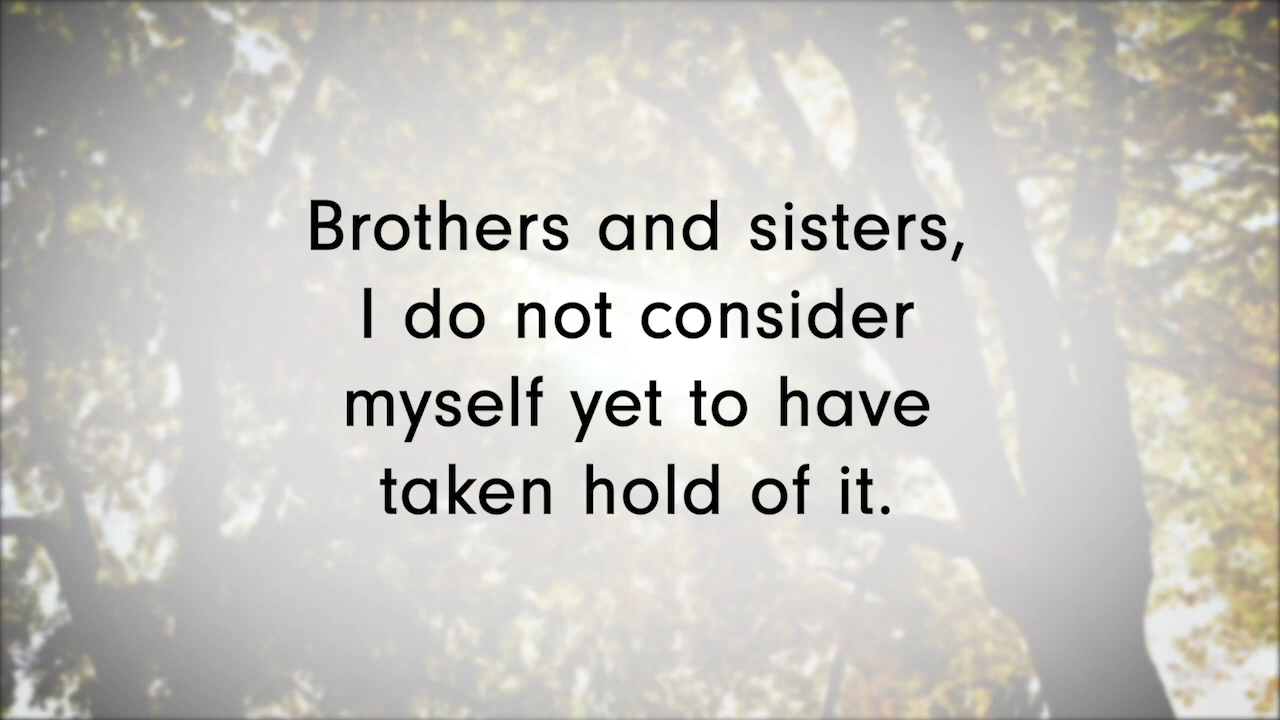 Brothers and sisters,
I do not consider
myself yet to have
taken hold of it.